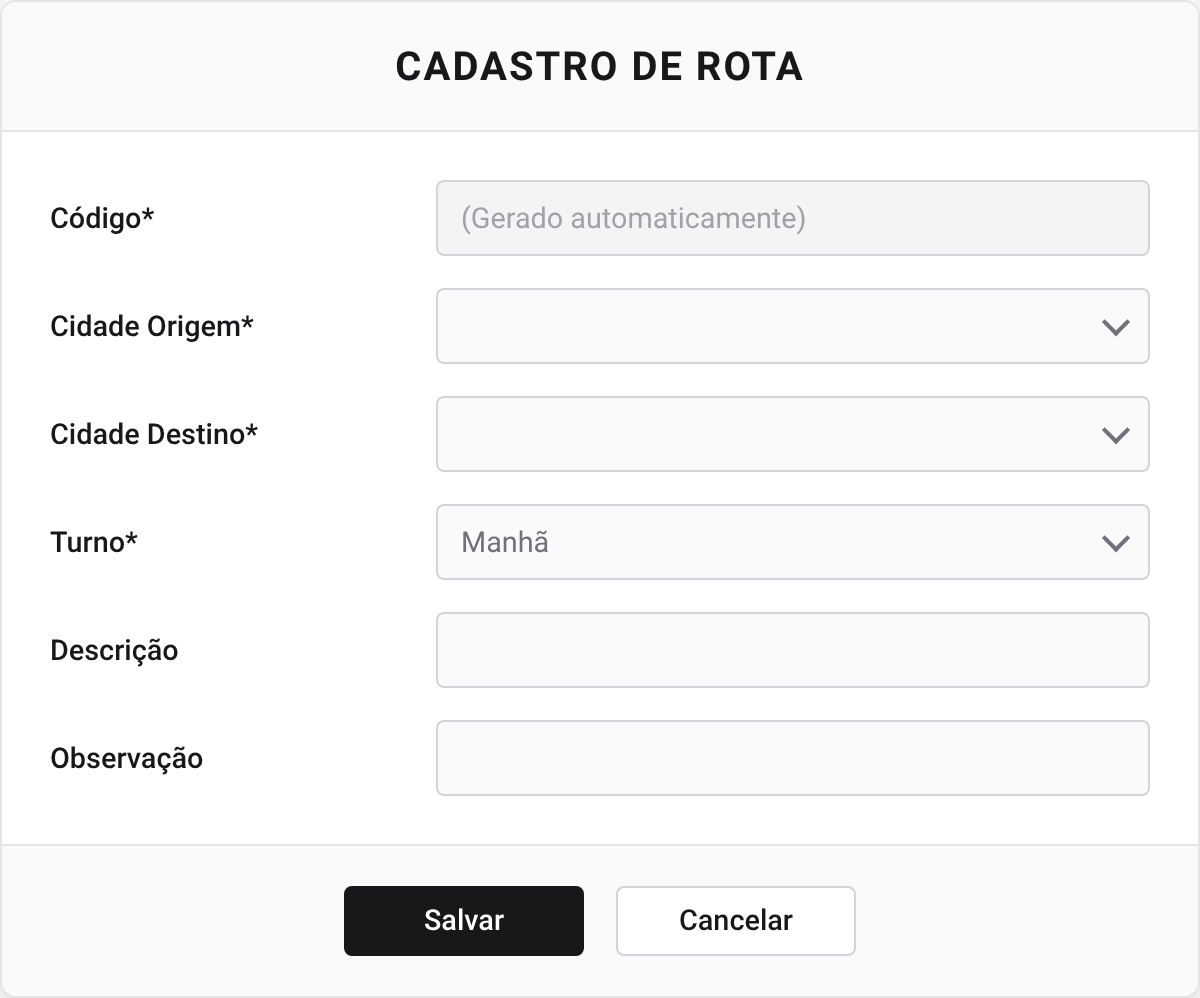 CADASTRO DE ROTA
Código*
(Gerado automaticamente)
Cidade Origem*
Cidade Destino*
Turno*
Manhã
Descrição
Observação
Salvar
Cancelar